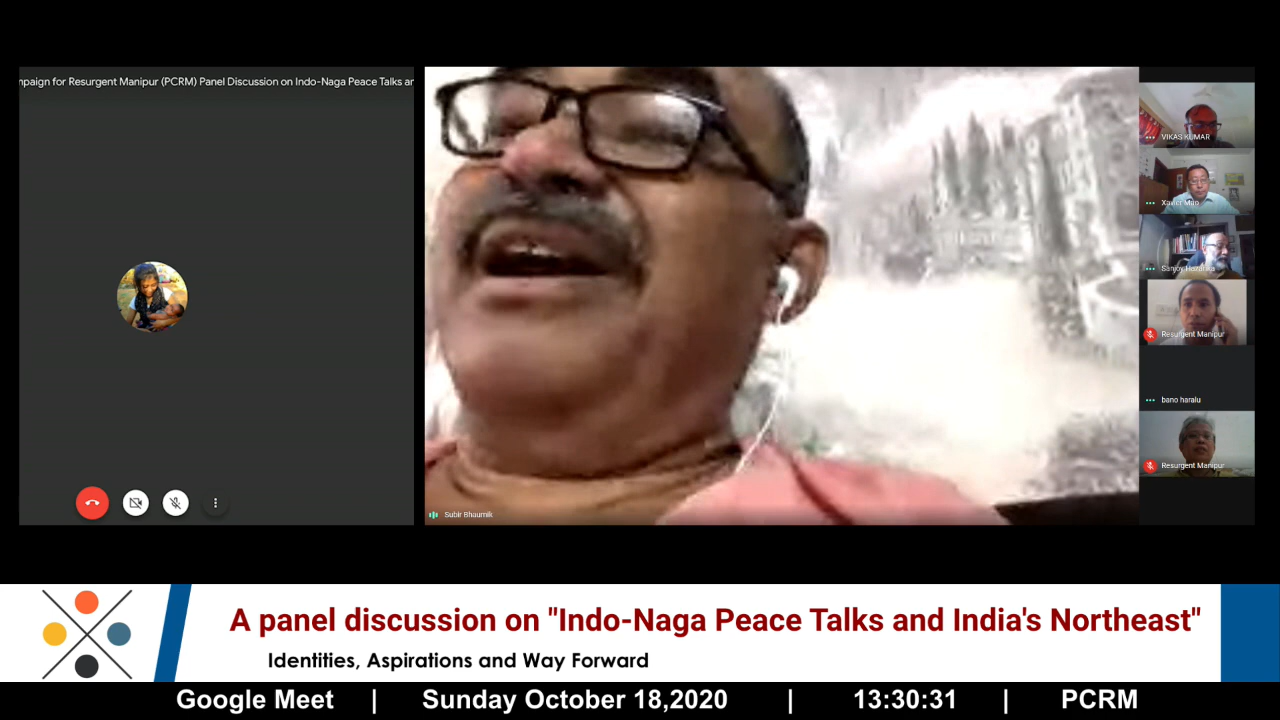 npaign for Resurgent Manipur (PCRM) Panel Discussion on Indo-Naga Peace Talks ar
VIKAS KUMAR
Xavier Mao
Sanjoy Hazarika
Resurgent Manipur
bano haralu
Resurgent Manipur
Subir Bhaumik
A panel discussion on "Indo-Naga Peace Talks and India's Northeast"
Identities, Aspirations and Way Forward
Google Meet | Sunday October 18,2020 | 13:30:31 | PCRM